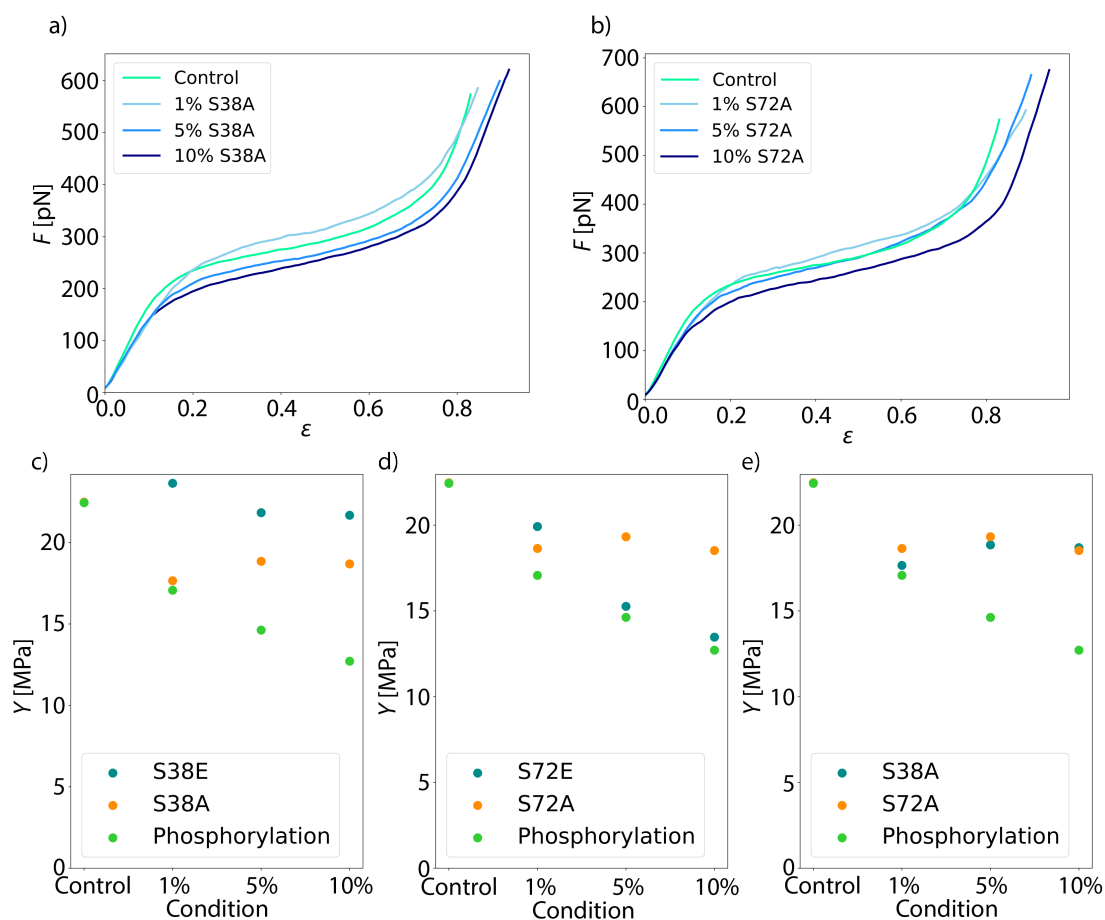 a)
F [pN]
600
500
400
300
200
100
0
Control
1% S38A
5% S38A
10% S38A
0.0 0.2 0.4 0.6 0.8
ε
b)
F [pN]
700
600
500
400
300
200
100
0
Control
1% S72A
5% S72A
10% S72A
0.0 0.2 0.4 0.6 0.8
ε
c)
Y [MPa]
20
15
10
5
0
S38E
S38A
Phosphorylation
Control 1% 5% 10%
Condition
d)
Y [MPa]
20
15
10
5
0
S72E
S72A
Phosphorylation
Control 1% 5% 10%
Condition
e)
Y [MPa]
20
15
10
5
0
S38A
S72A
Phosphorylation
Control 1% 5% 10%
Condition